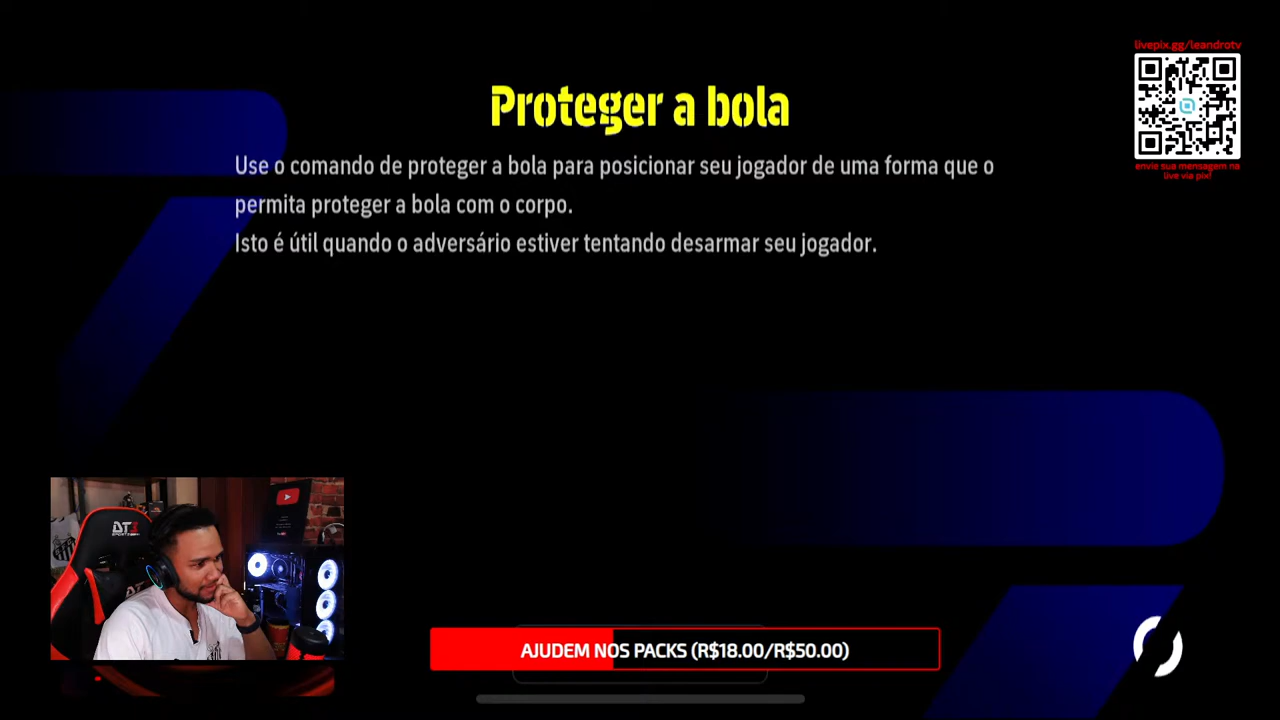 livepix.gg/leandrotv
Proteger a bola
Use o comando de proteger a bola para posicionar seu jogador de uma forma que o
permita proteger a bola com o corpo.
Isto é útil quando o adversário estiver tentando desarmar seu jogador.
envie sua mensagem na
live via pix!
DT3
SPORTS
AJUDEM NOS PACKS (R$18.00/R$50.00)